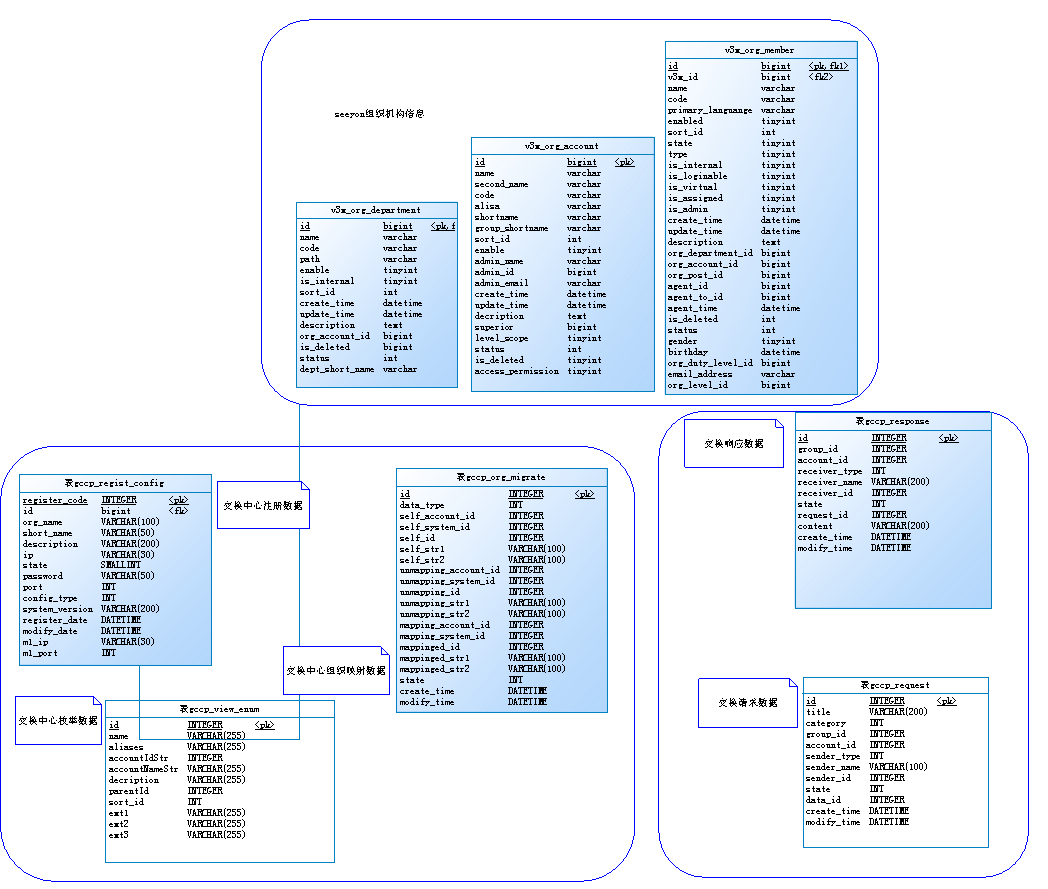 seeyon组织机构信息
v3x_org_member
id bigint <pk,fk1>
v3x_id bigint <fk2>
name varchar
code varchar
primary_languange varchar
enabled tinyint
sort_id int
state tinyint
type tinyint
is_internal tinyint
is_loginable tinyint
is_virtual tinyint
is_assigned tinyint
is_admin tinyint
create_time datetime
update_time datetime
description text
org_department_id bigint
org_account_id bigint
org_post_id bigint
agent_id bigint
agent_to_id bigint
agent_time datetime
is_deleted int
status int
gender tinyint
birthday datetime
org_duty_level_id bigint
email_address varchar
org_level_id bigint
v3x_org_account
id bigint <pk>
name varchar
second_name varchar
code varchar
alisa varchar
shortname varchar
group_shortname varchar
sort_id int
enable tinyint
admin_name varchar
admin_id bigint
admin_email varchar
create_time datetime
update_time datetime
decription text
superior bigint
level_scope tinyint
status int
is_deleted tinyint
access_permission tinyint
v3x_org_department
id bigint <pk,f
name varchar
code varchar
path varchar
enable tinyint
is_internal tinyint
sort_id int
create_time datetime
update_time datetime
description text
org_account_id bigint
is_deleted bigint
status int
dept_short_name varchar
表gccp_regist_config
register_code INTEGER <pk>
id bigint <fk>
org_name VARCHAR(100)
short_name VARCHAR(50)
description VARCHAR(200)
ip VARCHAR(30)
state SMALLINT
password VARCHAR(50)
port INT
config_type INT
system_version VARCHAR(200)
register_date DATETIME
modify_date DATETIME
m1_ip VARCHAR(30)
m1_port INT
交换中心注册数据
表gccp_org_migrate
id INTEGER <pk>
data_type INT
self_account_id INTEGER
self_system_id INTEGER
self_id INTEGER
self_str1 VARCHAR(100)
self_str2 VARCHAR(100)
unmapping_account_id INTEGER
unmapping_system_id INTEGER
unmapping_id INTEGER
unmapping_str1 VARCHAR(100)
unmapping_str2 VARCHAR(100)
mapping_account_id INTEGER
mapping_system_id INTEGER
mappinged_id INTEGER
mappinged_str1 VARCHAR(100)
mappinged_str2 VARCHAR(100)
state INT
create_time DATETIME
modify_time DATETIME
交换中心组织映射数据
交换中心枚举数据
表gccp_view_enum
id INTEGER <pk>
name VARCHAR(255)
aliases VARCHAR(255)
accountIdStr INTEGER
accountNameStr VARCHAR(255)
decription VARCHAR(255)
parentId INTEGER
sort_id INT
ext1 VARCHAR(255)
ext2 VARCHAR(255)
ext3 VARCHAR(255)
交换响应数据
表gccp_response
id INTEGER <pk>
group_id INTEGER
account_id INTEGER
receiver_type INT
receiver_name VARCHAR(200)
receiver_id INTEGER
state INT
request_id INTEGER
content VARCHAR(200)
create_time DATETIME
modify_time DATETIME
交换请求数据
表gccp_request
id INTEGER <pk>
title VARCHAR(200)
category INT
group_id INTEGER
account_id INTEGER
sender_type INT
sender_name VARCHAR(100)
sender_id INTEGER
state INT
data_id INTEGER
create_time DATETIME
modify_time DATETIME